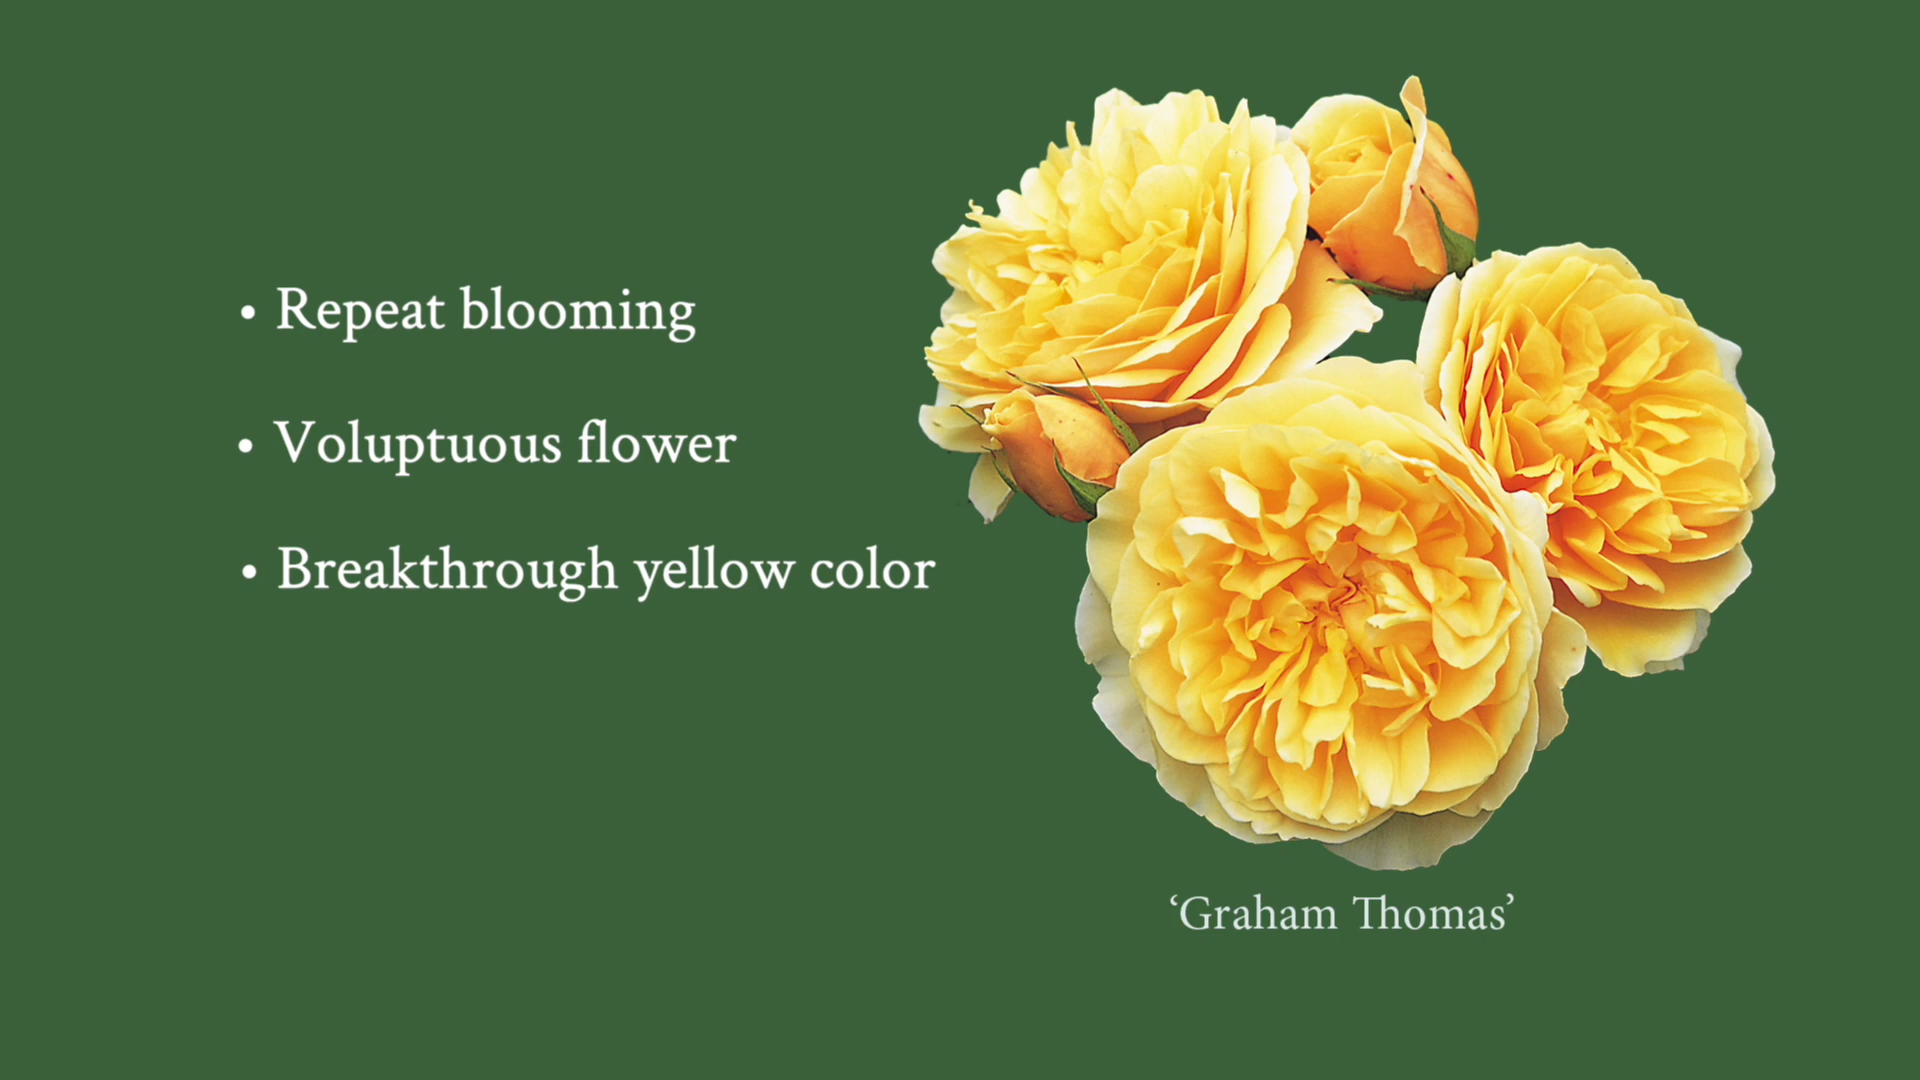 • Repeat blooming
• Voluptuous flower
• Breakthrough yellow color
‘Graham Thomas’